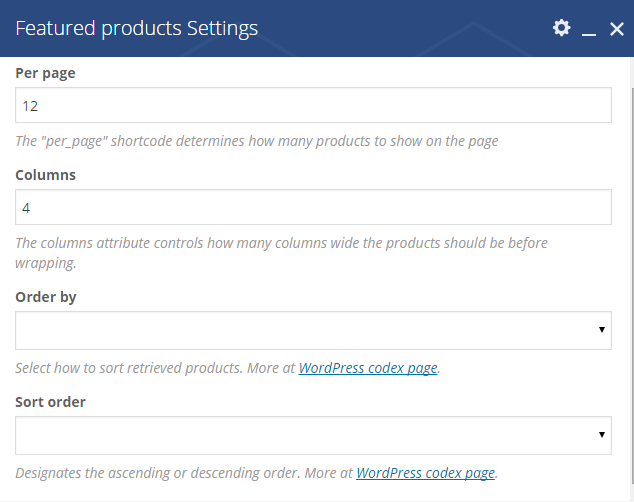 Featured products Settings
Per page
12
The "per_page" shortcode determines how many products to show on the page
Columns
4
The columns attribute controls how many columns wide the products should be before
wrapping.
Order by
Select how to sort retrieved products. More at WordPress codex page.
Sort order
Designates the ascending or descending order. More at WordPress codex page.